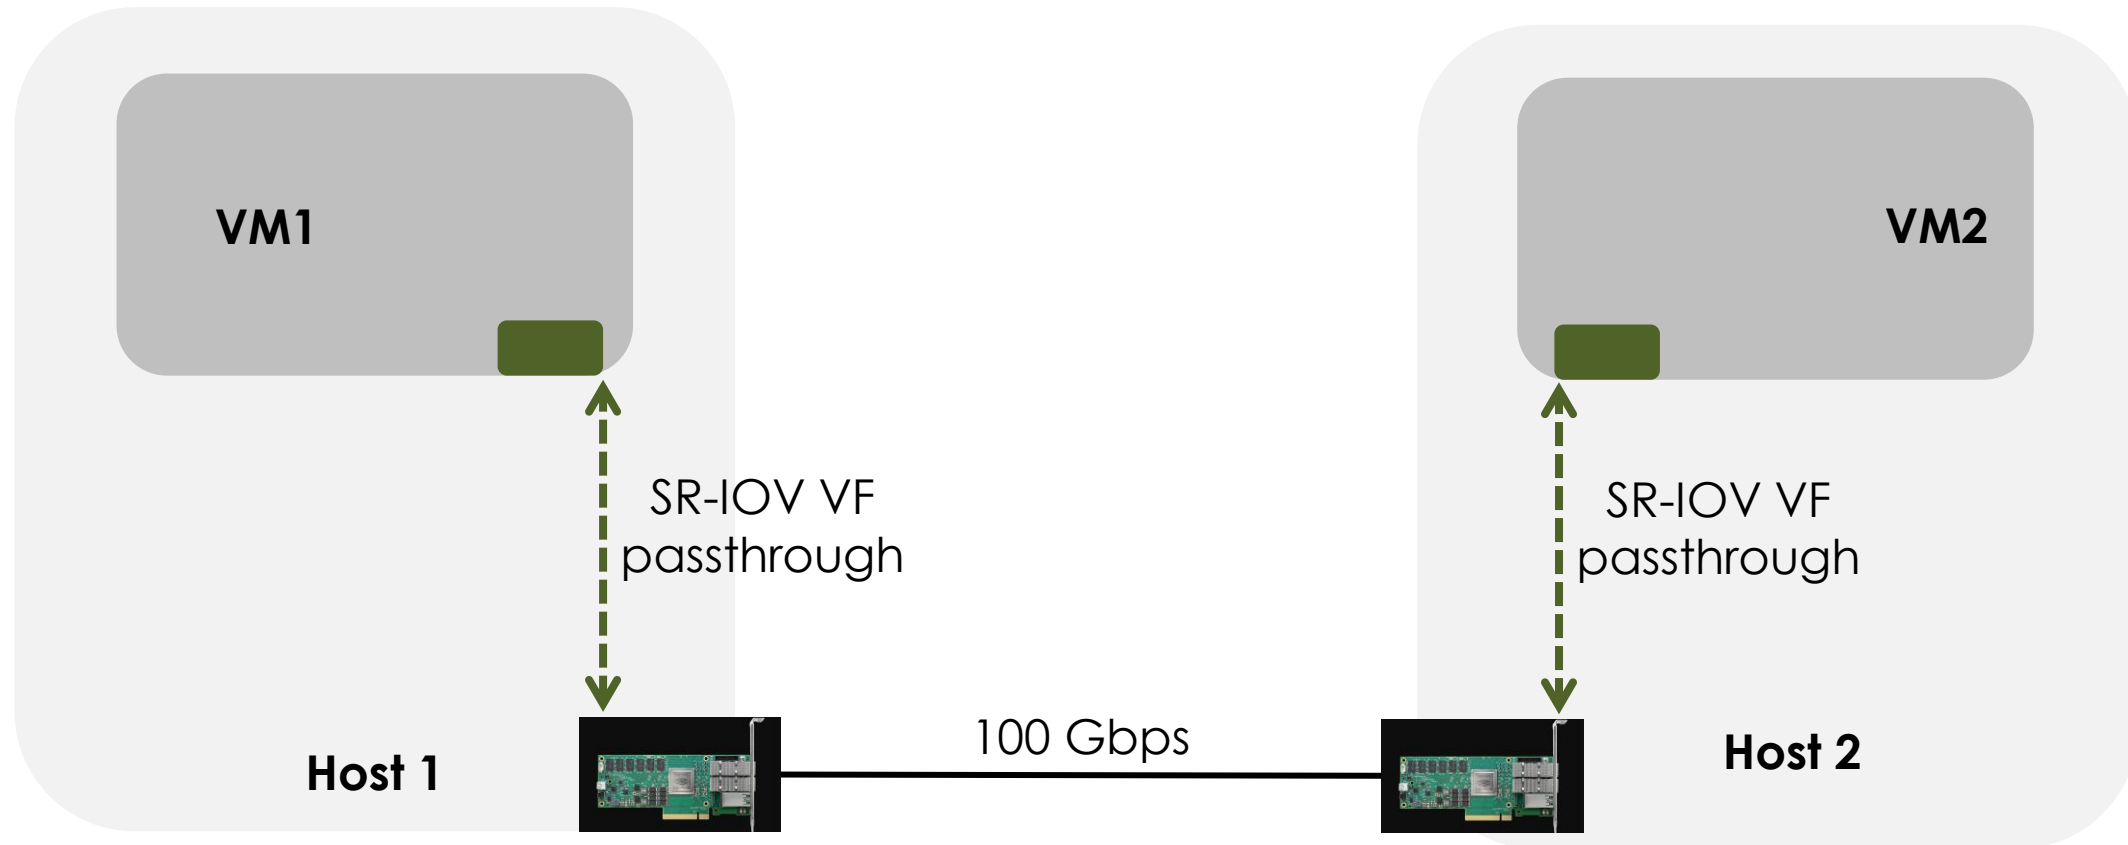 VM1
VM2
SR-IOV VF
passthrough
SR-IOV VF
passthrough
100 Gbps
Host 1
Host 2